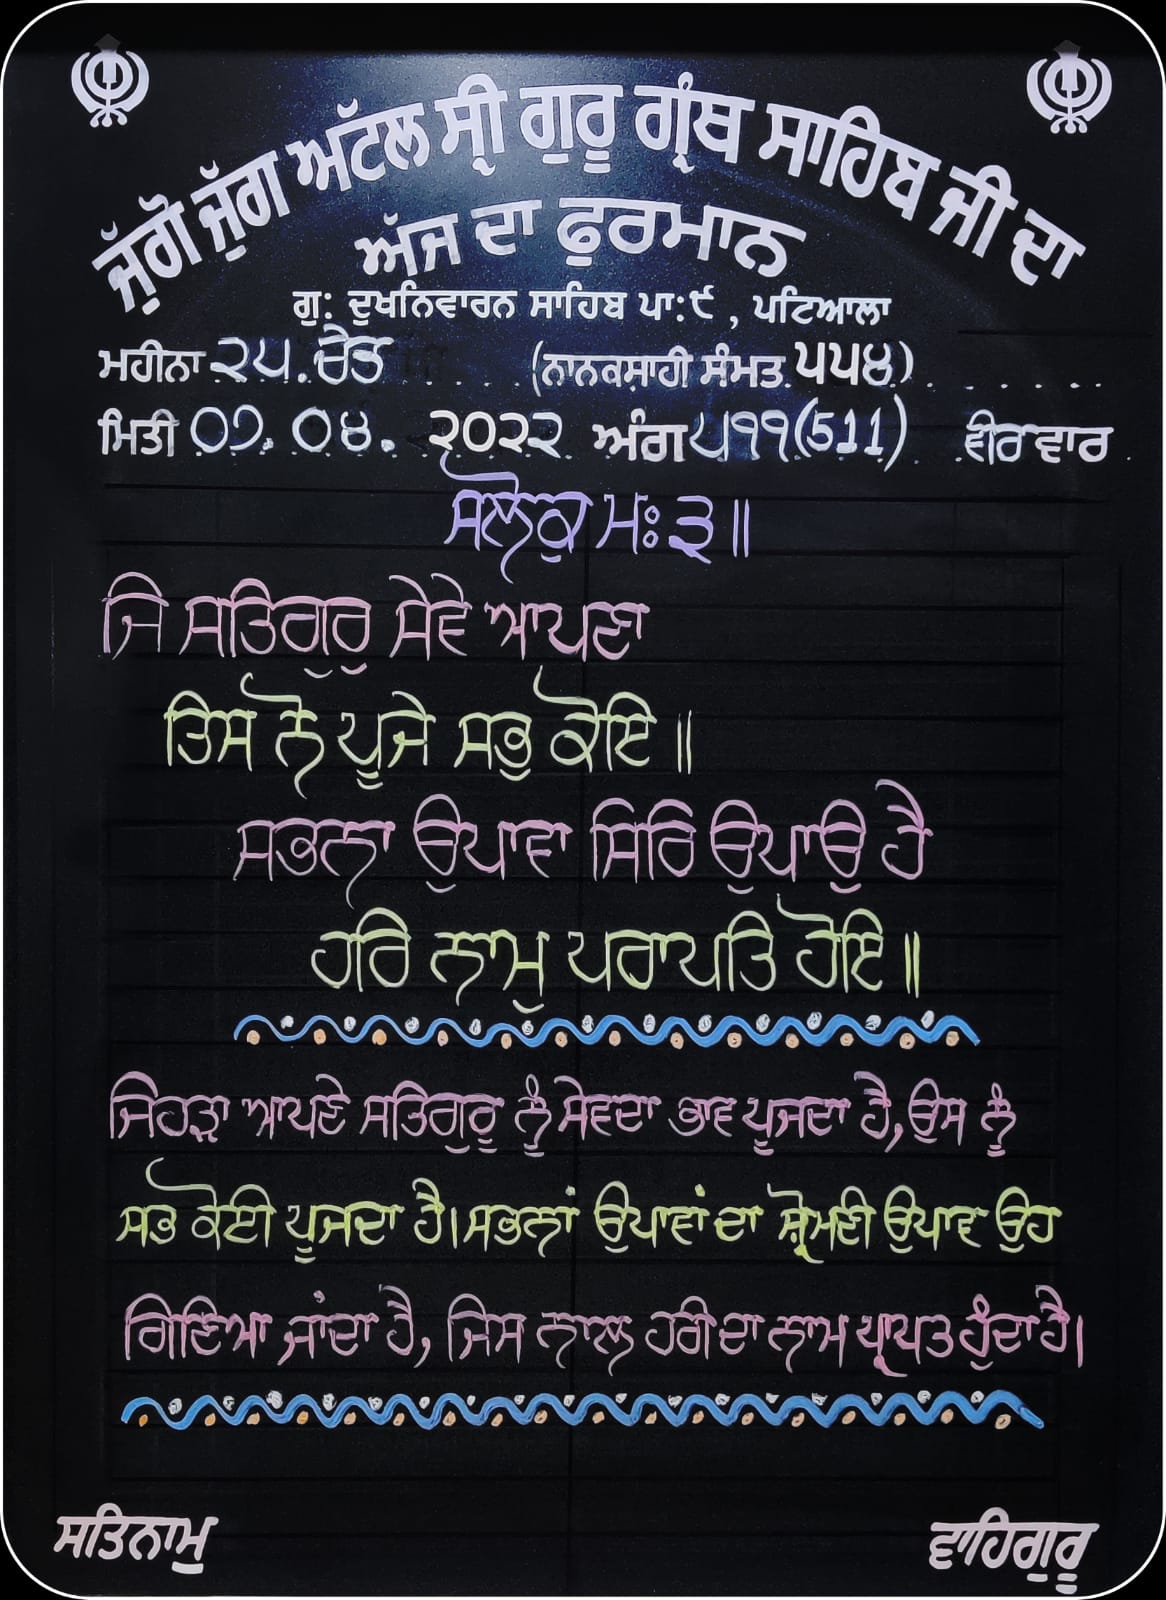 ਜੁੱਗੋ ਜੁੱਗ ਅਟੱਲ ਸ੍ਰੀ ਗੁਰੂ ਗ੍ਰੰਥ ਸਾਹਿਬ ਜੀ ਦਾ
ਅੱਜ ਦਾ ਫੁਰਮਾਨ
ਗੁ: ਦੁਖਨਿਵਾਰਨ ਸਾਹਿਬ ਪਾ:੯, ਪਟਿਆਲਾ
ਮਹੀਨਾ ੨੫. ਚੇਤ (ਨਾਨਕਸ਼ਾਹੀ ਸੰਮਤ ੫੫੪)
ਮਿਤੀ ੦੭. ੦੪. ੨੦੨੨ ਅੰਗ ੫੧੧(511) ਵੀਰਵਾਰ
ਸਲੋਕੁ ਮਃ ੩ ॥
ਜਿ ਸਤਿਗੁਰੁ ਸੇਵੇ ਆਪਣਾ
ਤਿਸ ਨੋ ਪੂਜੇ ਸਭੁ ਕੋਇ ॥
ਸਭਨਾ ਉਪਾਵਾ ਸਿਰਿ ਉਪਾਉ ਹੈ
ਹਰਿ ਨਾਮੁ ਪਰਾਪਤਿ ਹੋਇ ॥
ਜਿਹੜਾ ਆਪਣੇ ਸਤਿਗੁਰੂ ਨੂੰ ਸੇਵਦਾ ਭਾਵ ਪੂਜਦਾ ਹੈ, ਉਸ ਨੂੰ
ਸਭ ਕੋਈ ਪੂਜਦਾ ਹੈ। ਸਭਨਾਂ ਉਪਾਵਾਂ ਦਾ ਸ਼੍ਰੋਮਣੀ ਉਪਾਵ ਉਹ
ਗਿਣਿਆ ਜਾਂਦਾ ਹੈ, ਜਿਸ ਨਾਲ ਹਰੀ ਦਾ ਨਾਮ ਪ੍ਰਾਪਤ ਹੁੰਦਾ ਹੈ।
ਸਤਿਨਾਮੁ ਵਾਹਿਗੁਰੂ